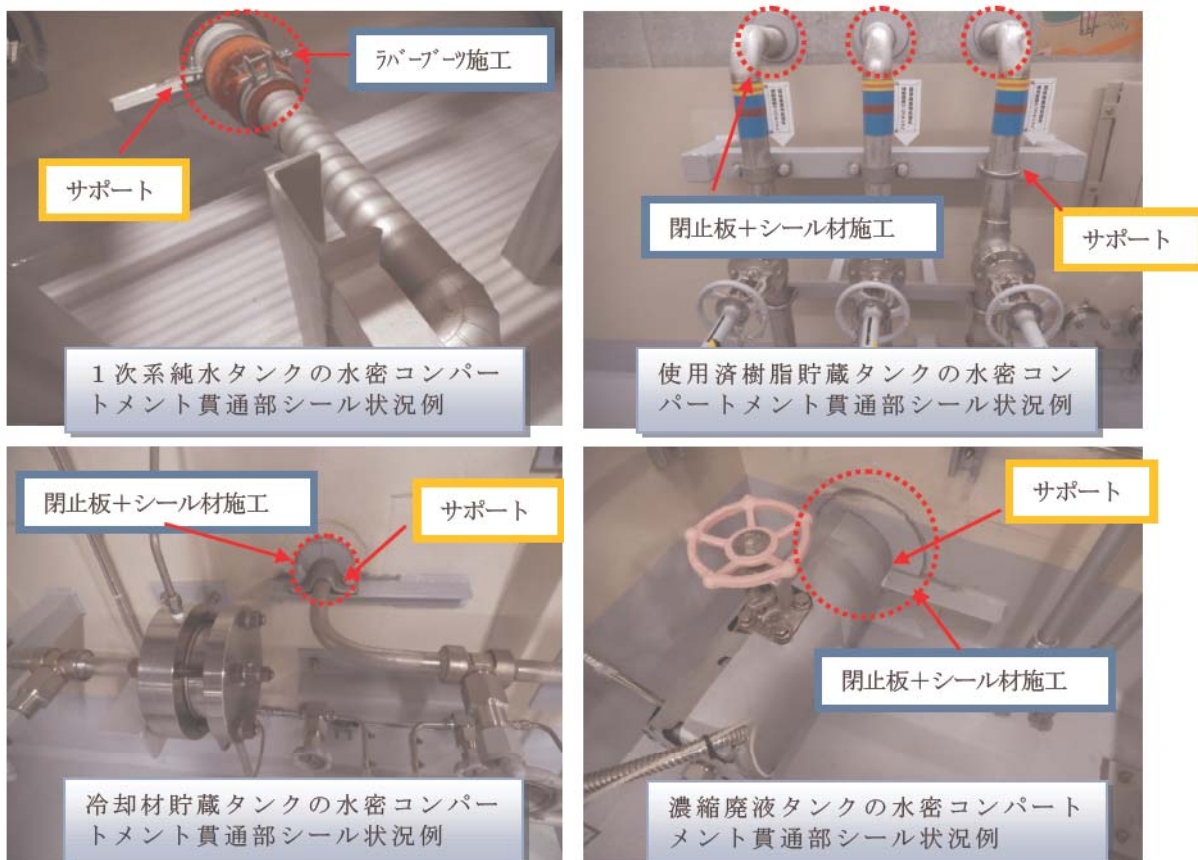 ラバーブーツ施工
サポート
1次系純水タンクの水密コンパー
トメント貫通部シール状況例
閉止板+シール材施工
サポート
使用済樹脂貯蔵タンクの水密コン
パートメント貫通部シール状況例
閉止板+シール材施工
サポート
冷却材貯蔵タンクの水密コンパー
トメント貫通部シール状況例
サポート
閉止板+シール材施工
濃縮廃液タンクの水密コンパート
メント貫通部シール状況例